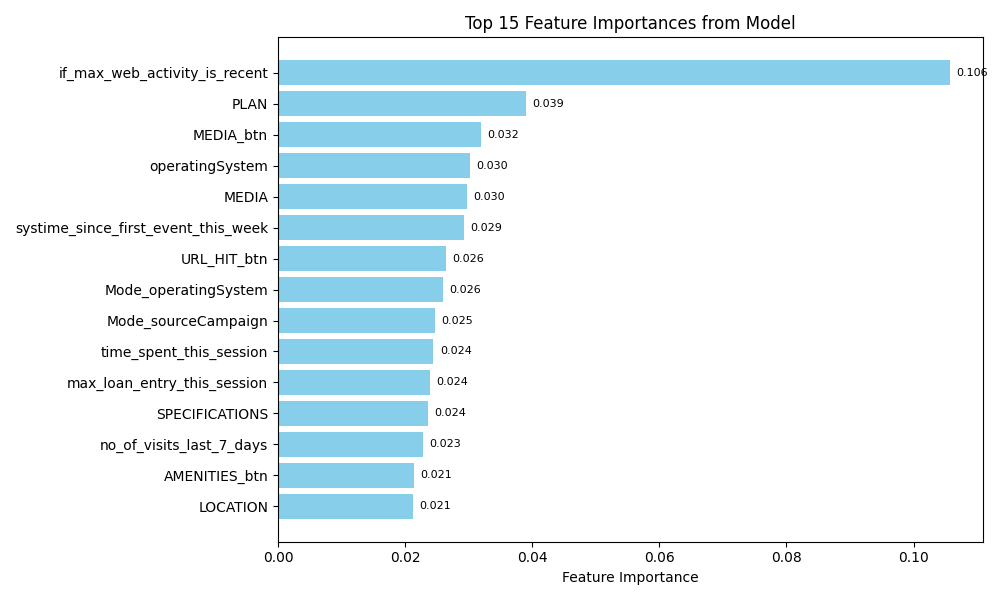 Top 15 Feature Importances from Model
if_max_web_activity_is_recent 0.106
PLAN 0.039
MEDIA_btn 0.032
operatingSystem 0.030
MEDIA 0.030
systime_since_first_event_this_week 0.029
URL_HIT_btn 0.026
Mode_operatingSystem 0.026
Mode_sourceCampaign 0.025
time_spent_this_session 0.024
max_loan_entry_this_session 0.024
SPECIFICATIONS 0.024
no_of_visits_last_7_days 0.023
AMENITIES_btn 0.021
LOCATION 0.021
0.00 0.02 0.04 0.06 0.08 0.10
Feature Importance